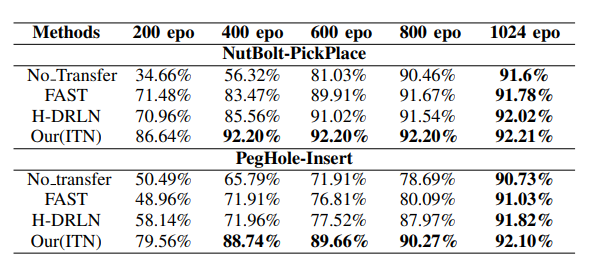 Methods 200 epo 400 epo 600 epo 800 epo 1024 epo
NutBolt-PickPlace
No_Transfer 34.66% 56.32% 81.03% 90.46% 91.6%
FAST 71.48% 83.47% 89.91% 91.67% 91.78%
H-DRLN 70.96% 85.56% 91.02% 91.54% 92.02%
Our(ITN) 86.64% 92.20% 92.20% 92.20% 92.21%
PegHole-Insert
No_transfer 50.49% 65.79% 71.91% 78.69% 90.73%
FAST 48.96% 71.91% 76.81% 80.09% 91.03%
H-DRLN 58.14% 71.96% 77.52% 87.97% 91.82%
Our(ITN) 79.56% 88.74% 89.66% 90.27% 92.10%